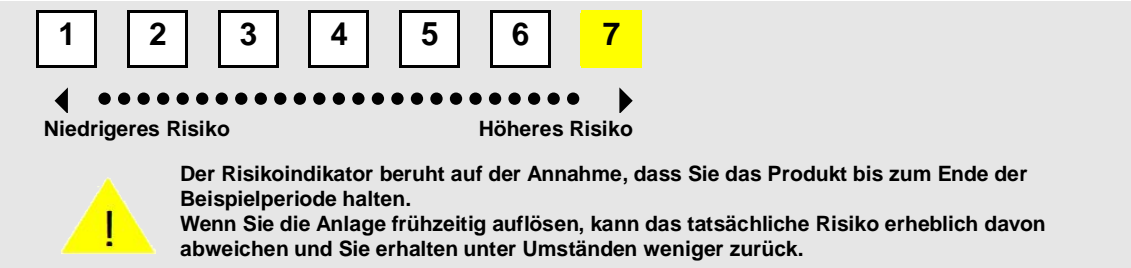 1 2 3 4 5 6 7
Niedrigeres Risiko Höheres Risiko
Der Risikoindikator beruht auf der Annahme, dass Sie das Produkt bis zum Ende der
Beispielperiode halten.
Wenn Sie die Anlage frühzeitig auflösen, kann das tatsächliche Risiko erheblich davon
abweichen und Sie erhalten unter Umständen weniger zurück.
!